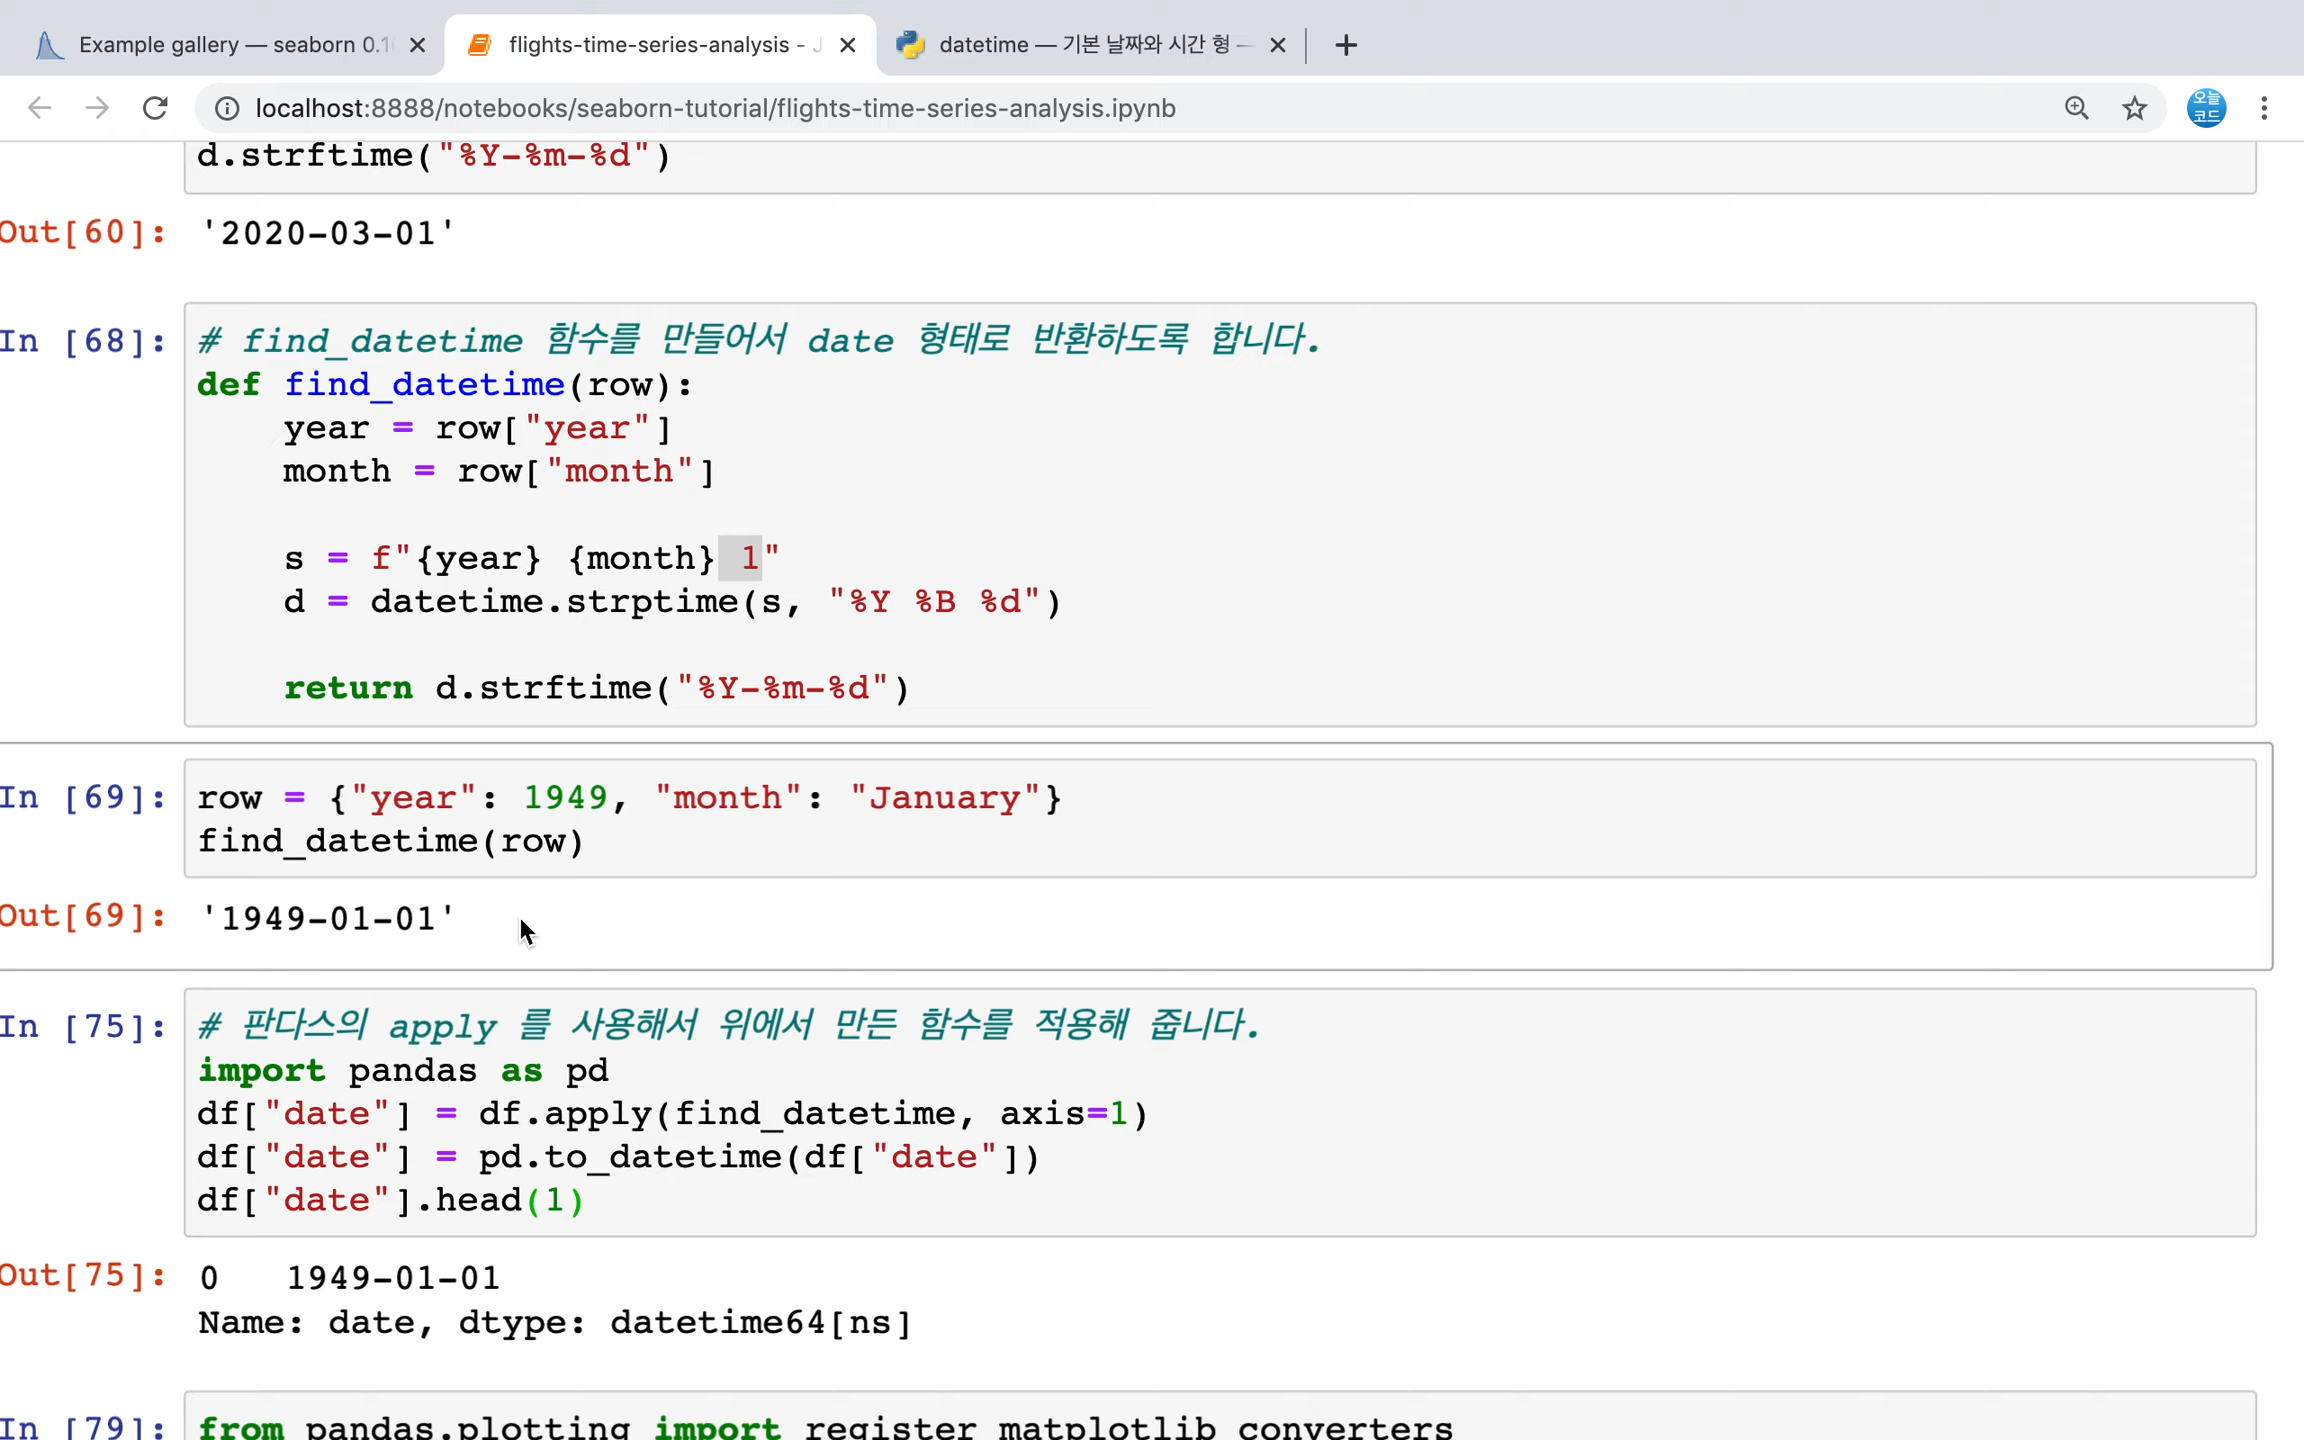 Example gallery — seaborn 0.1
flights-time-series-analysis - J
datetime — 기본 날짜와 시간 형 —
localhost:8888/notebooks/seaborn-tutorial/flights-time-series-analysis.ipynb
오늘
코드
d.strftime("%Y-%m-%d")
Out[60]: '2020-03-01'
In [68]: # find_datetime 함수를 만들어서 date 형태로 반환하도록 합니다.
def find_datetime(row):
year = row["year"]
month = row["month"]
s = f"{year} {month} 1"
d = datetime.strptime(s, "%Y %B %d")
return d.strftime("%Y-%m-%d")
In [69]: row = {"year": 1949, "month": "January"}
find_datetime(row)
Out[69]: '1949-01-01'
In [75]: # 판다스의 apply 를 사용해서 위에서 만든 함수를 적용해 줍니다.
import pandas as pd
df["date"] = df.apply(find_datetime, axis=1)
df["date"] = pd.to_datetime(df["date"])
df["date"].head(1)
Out[75]: 0 1949-01-01
Name: date, dtype: datetime64[ns]
In [79]: from pandas.plotting import register_matplotlib_converters